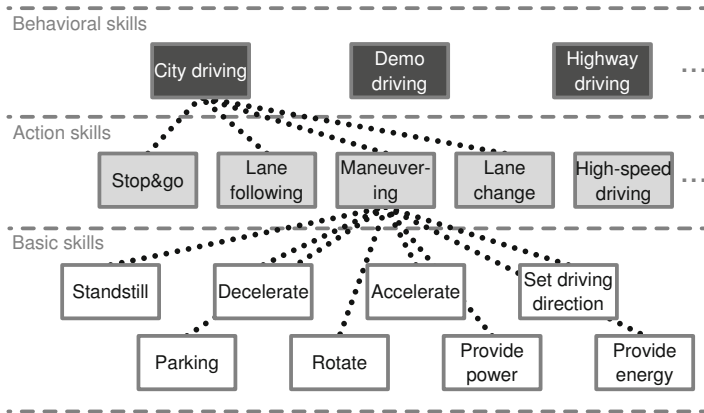 Behavioral skills
City driving
Demo
driving
Highway
driving
...
Action skills
Stop&go
Lane
following
Maneuver-
ing
Lane
change
High-speed
driving
...
Basic skills
Standstill
Decelerate
Accelerate
Set driving
direction
Parking
Rotate
Provide
power
Provide
energy